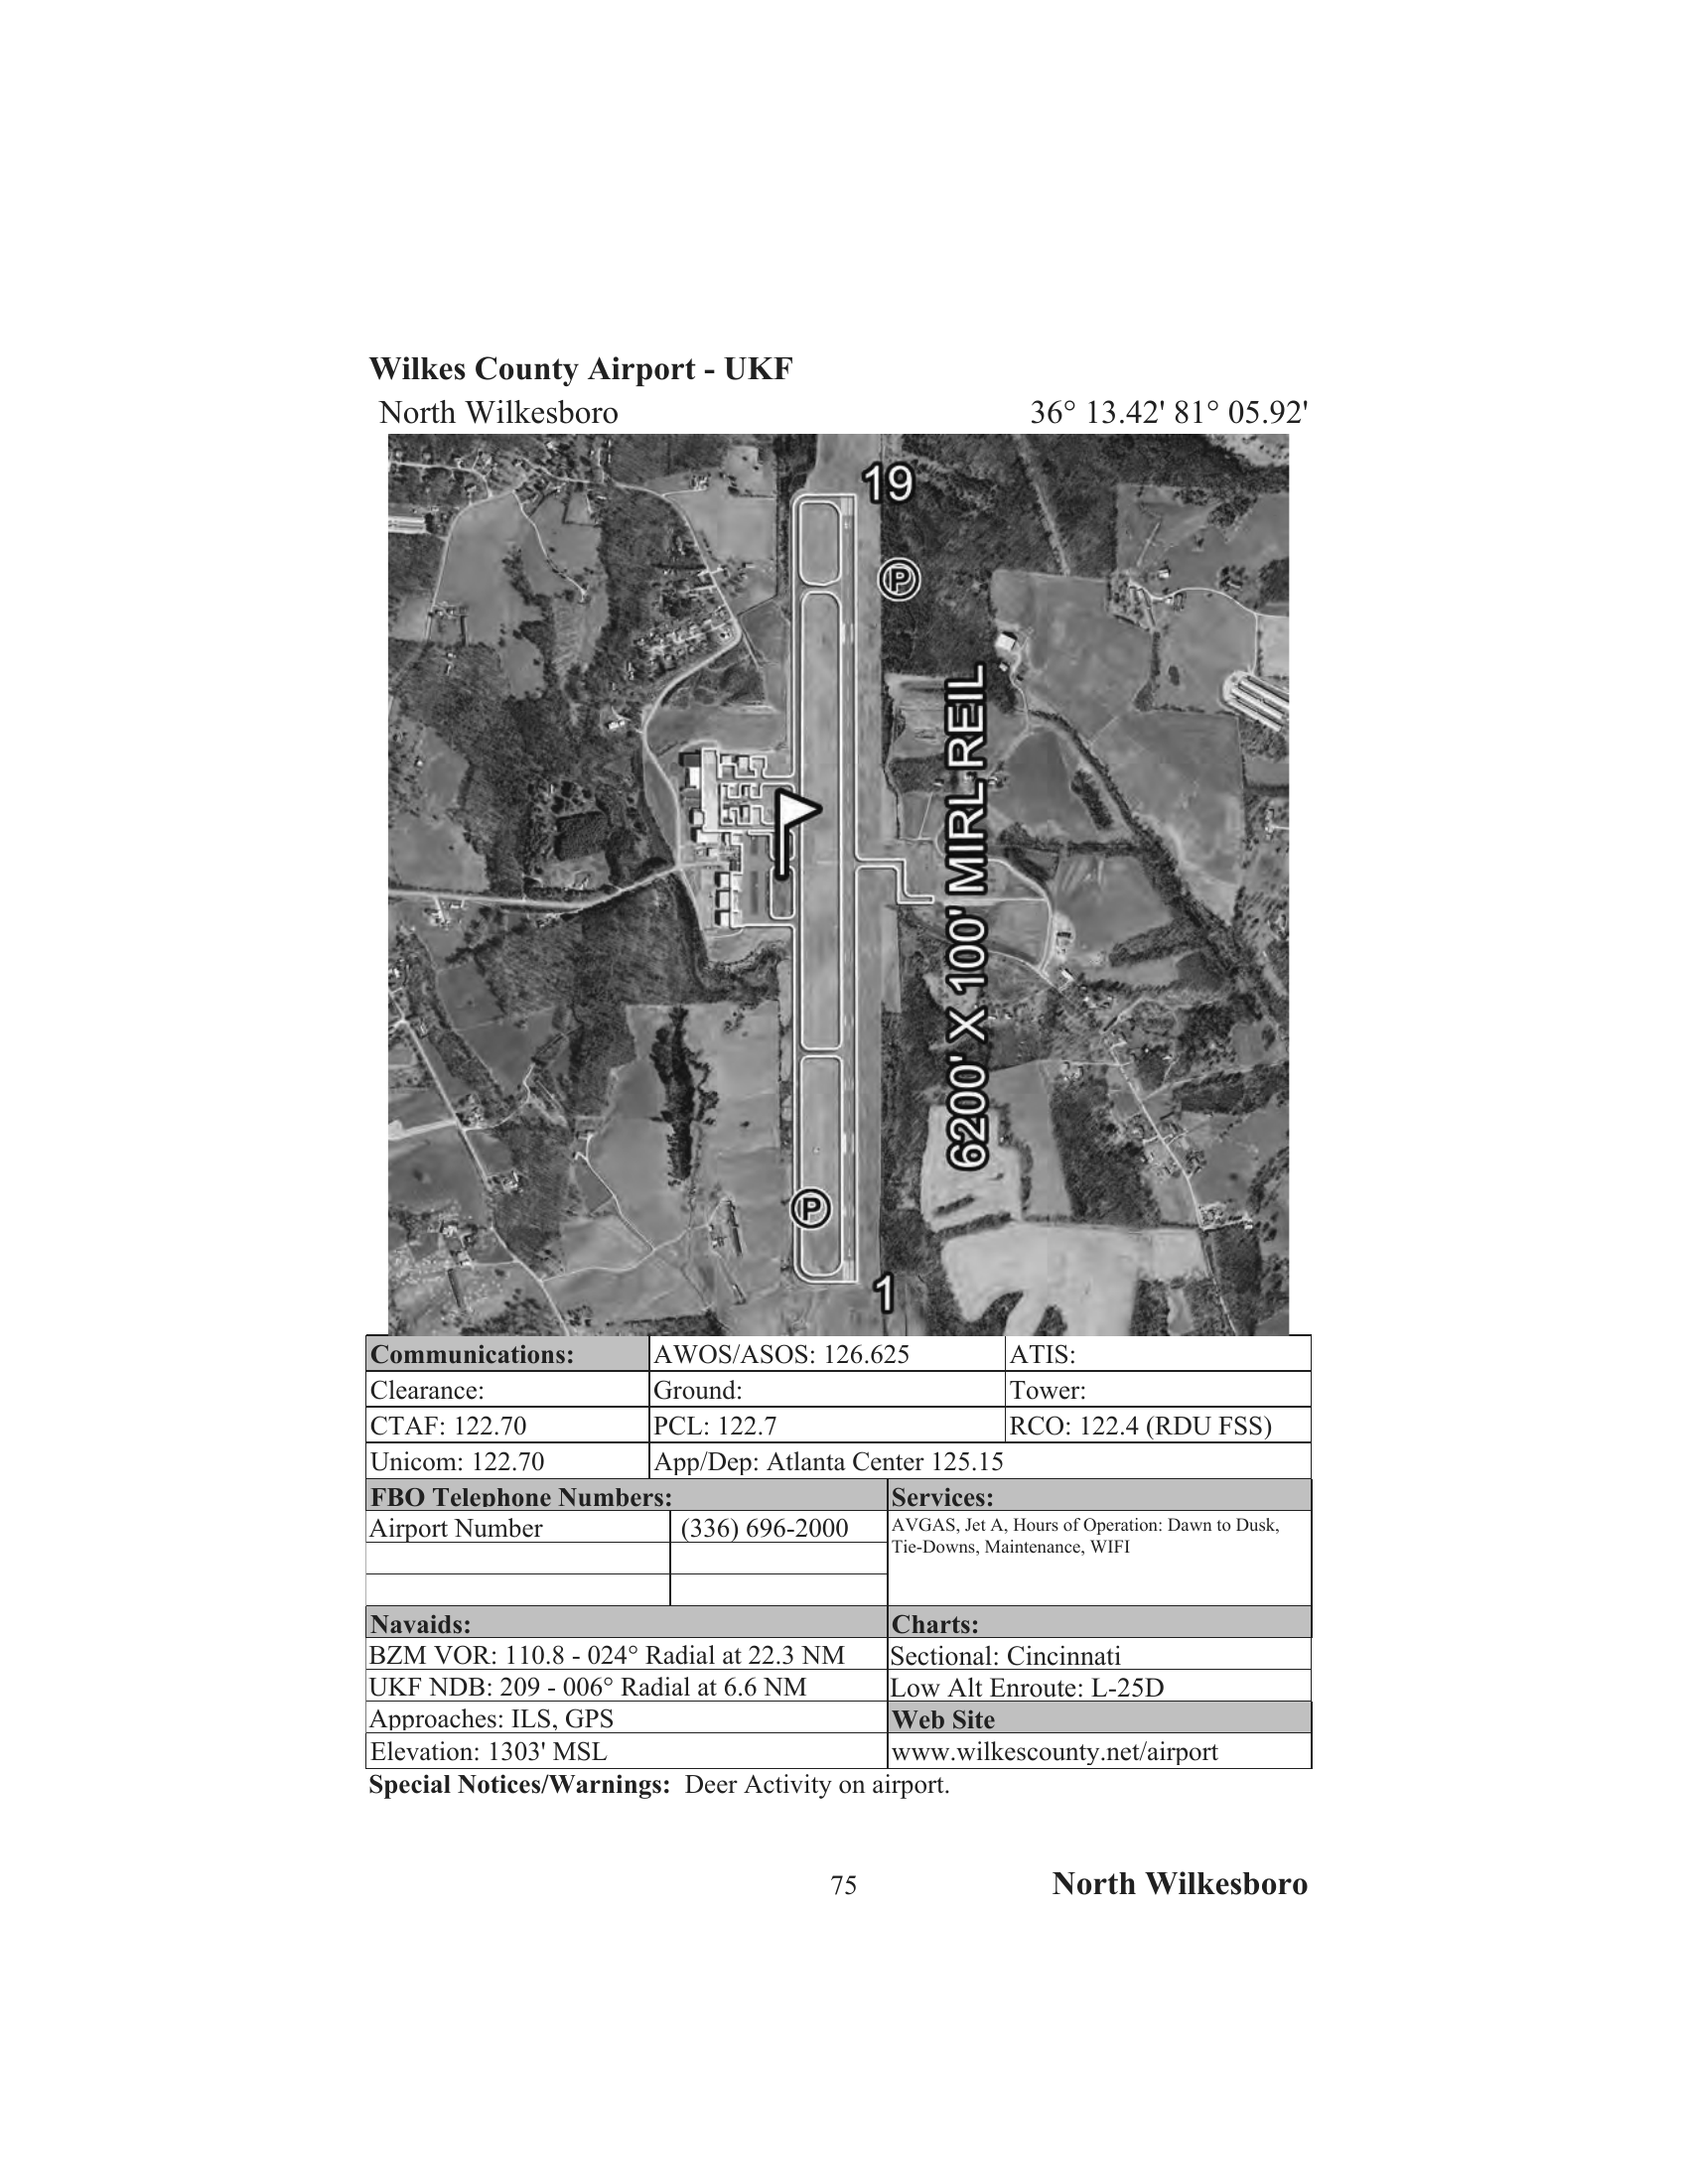 Wilkes County Airport - UKF
North Wilkesboro 36° 13.42' 81° 05.92'
19
P
6200' X 100' MIRL REIL
P
1
Communications: AWOS/ASOS: 126.625 ATIS:
Clearance: Ground: Tower:
CTAF: 122.70 PCL: 122.7 RCO: 122.4 (RDU FSS)
Unicom: 122.70 App/Dep: Atlanta Center 125.15
FBO Telephone Numbers: Services:
Airport Number (336) 696-2000 AVGAS, Jet A, Hours of Operation: Dawn to Dusk,
Tie-Downs, Maintenance, WIFI
Navaids: Charts:
BZM VOR: 110.8 - 024° Radial at 22.3 NM Sectional: Cincinnati
UKF NDB: 209 - 006° Radial at 6.6 NM Low Alt Enroute: L-25D
Approaches: ILS, GPS Web Site
Elevation: 1303' MSL www.wilkescounty.net/airport
Special Notices/Warnings: Deer Activity on airport.
75 North Wilkesboro